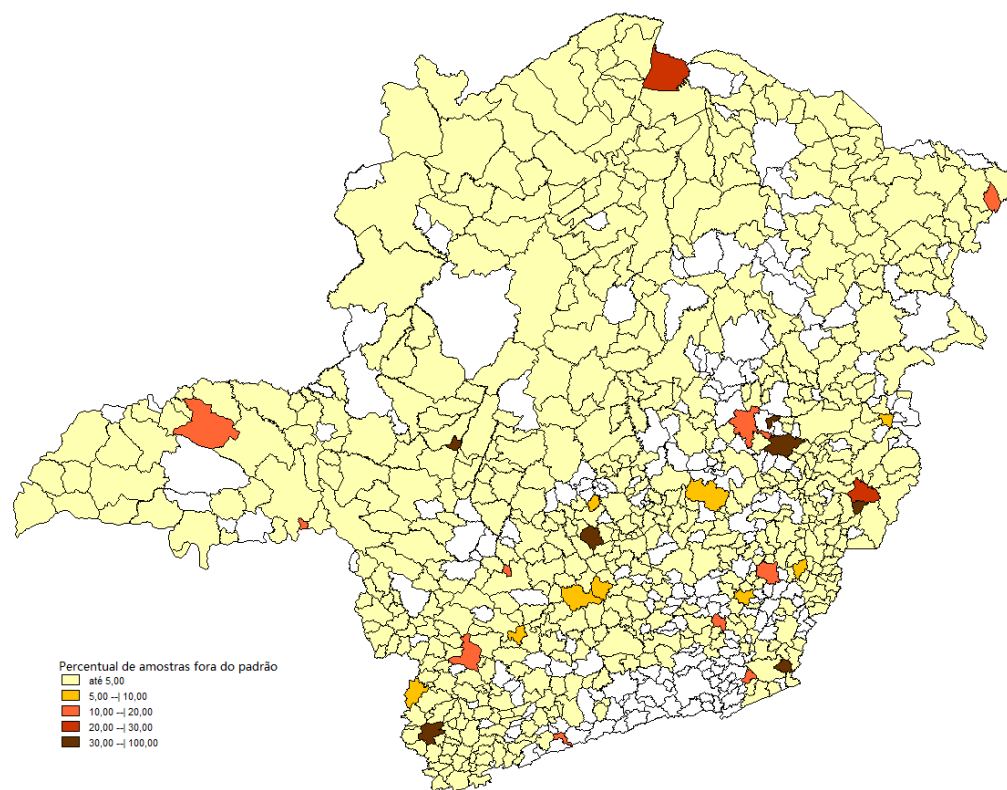 Percentual de amostras fora do padrão
até 5,00
5,00 --| 10,00
10,00 --| 20,00
20,00 --| 30,00
30,00 --| 100,00